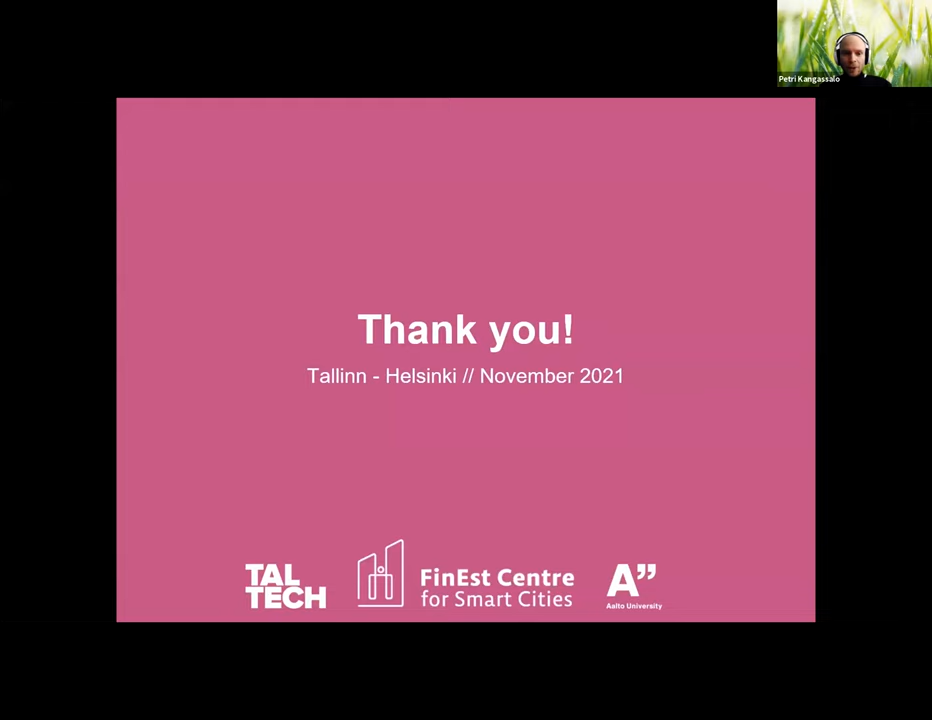 Petri Kangassalo
Thank you!
Tallinn - Helsinki // November 2021
TAL
TECH
FinEst Centre
for Smart Cities
A”
Aalto University